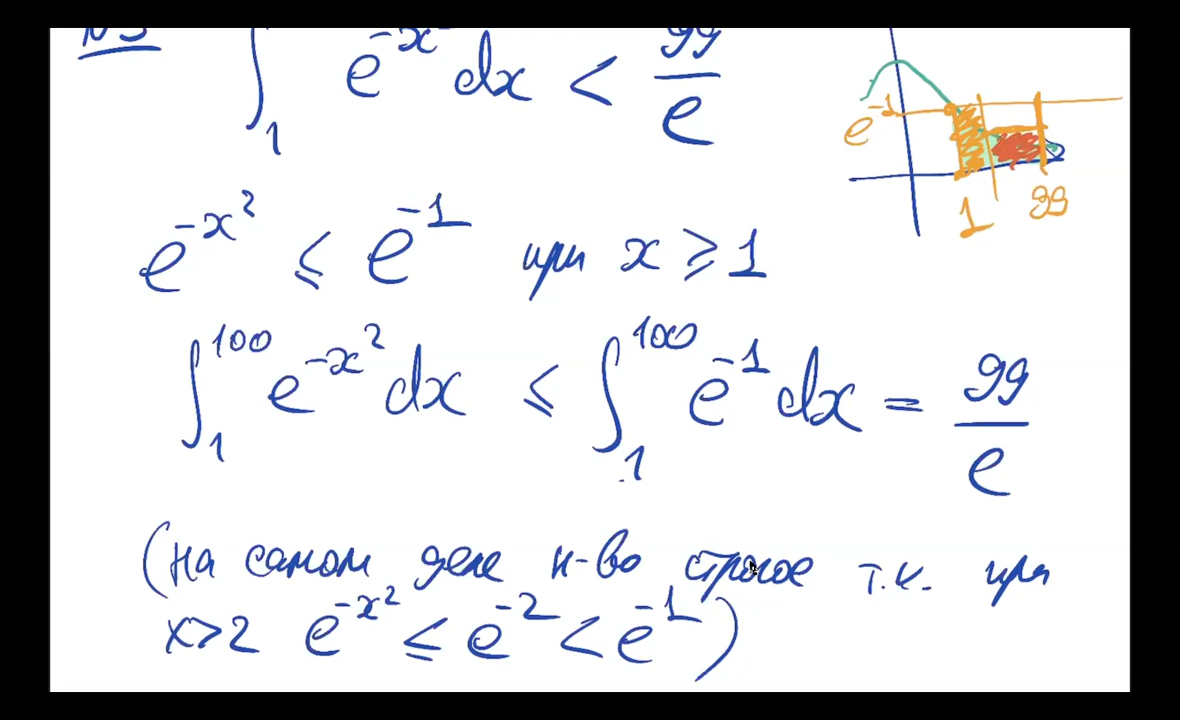 №3 ∫₁ e^{-x²} dx < 99/e
e^{-1}
1 99
e^{-x²} ≤ e^{-1} при x ≥ 1
∫₁^{100} e^{-x²} dx ≤ ∫₁^{100} e^{-1} dx = 99/e
(на самом деле н-во строгое т.к. при
x>2 e^{-x²} ≤ e^{-2} < e^{-1})